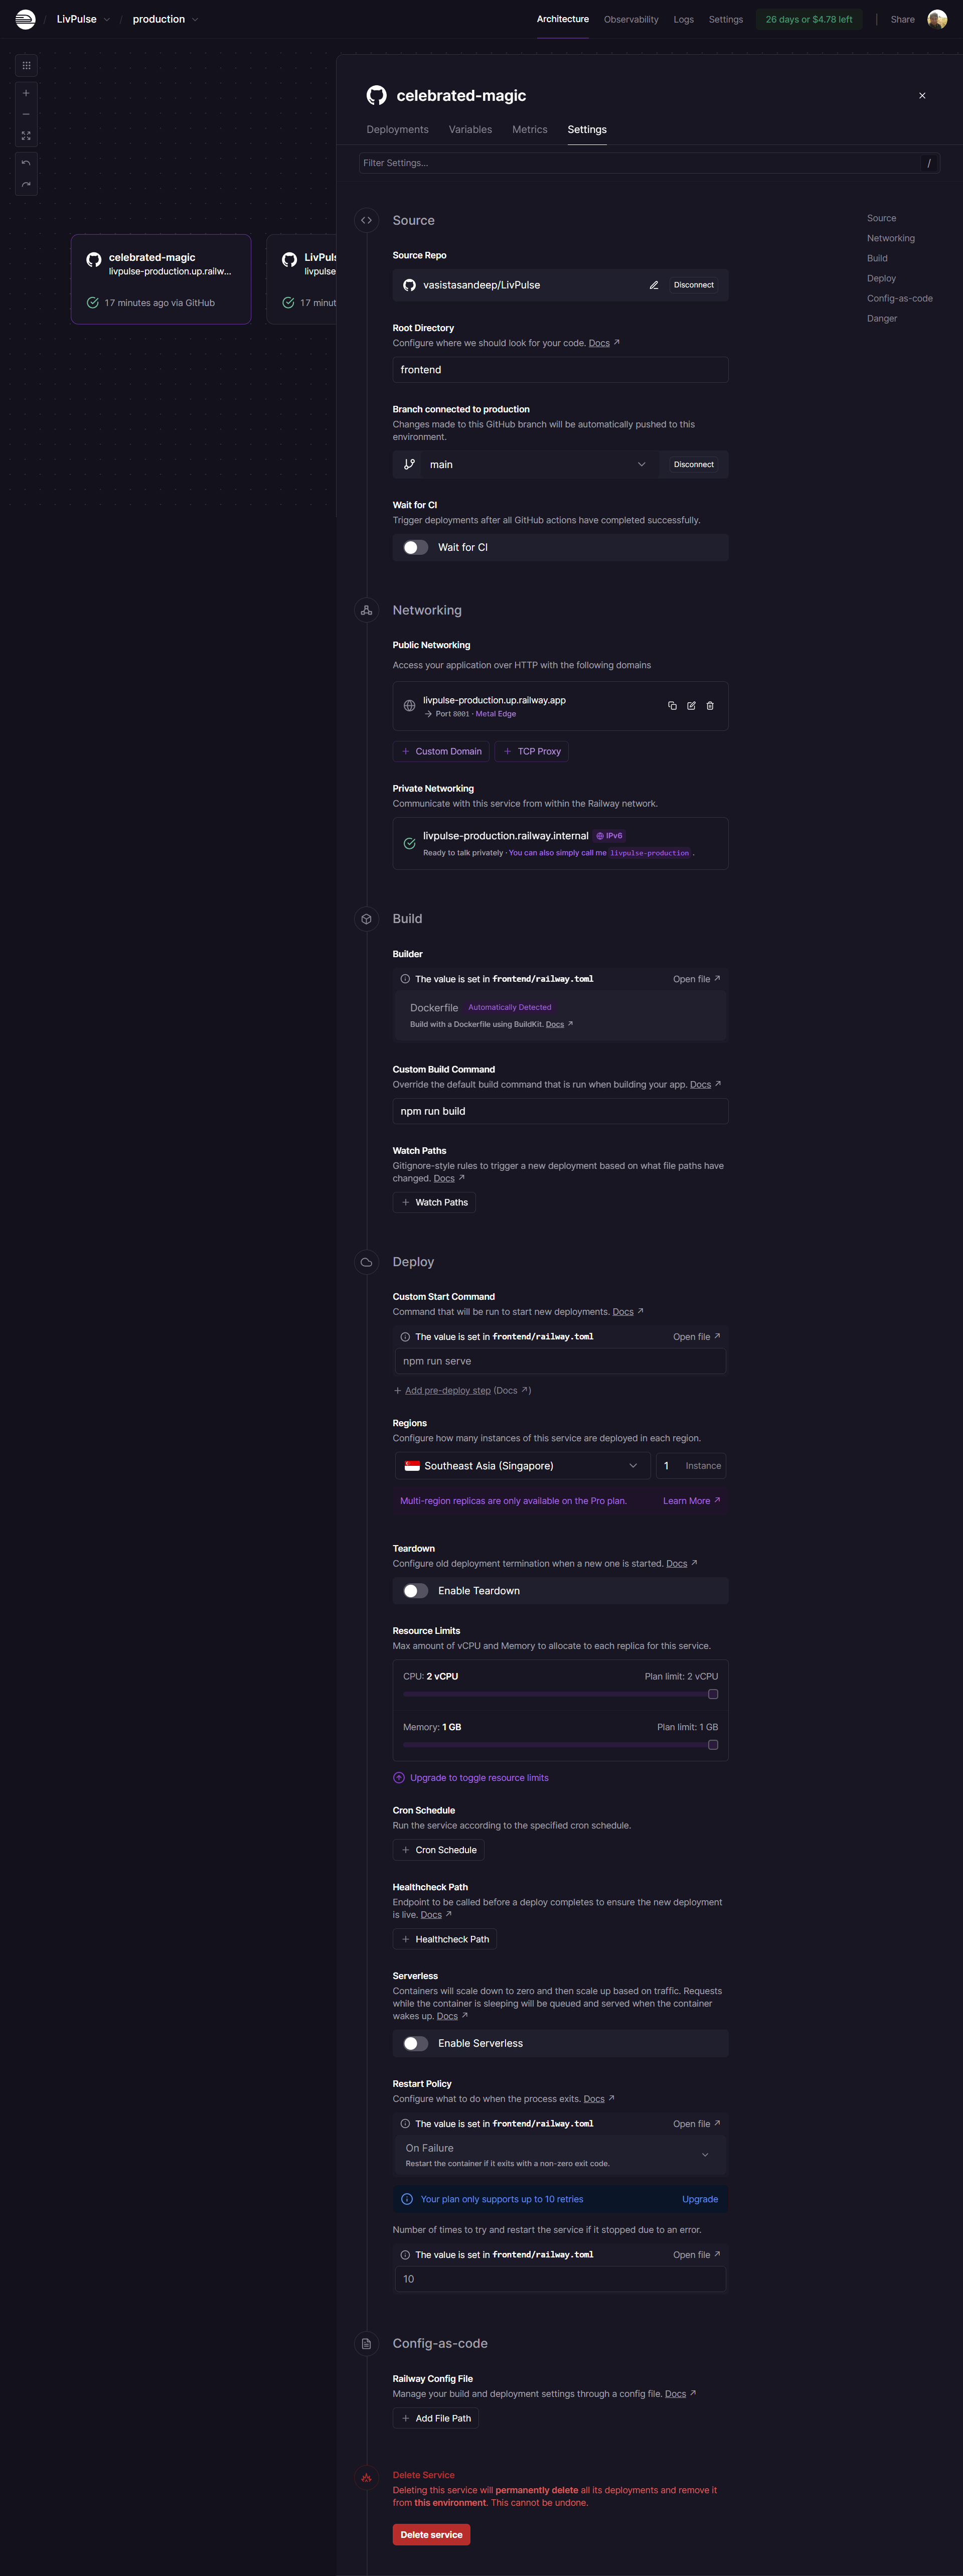 LivPulse
/
production
Architecture
Observability
Logs
Settings
26 days or $4.78 left
Share
celebrated-magic
livpulse-production.up.railw...
17 minutes ago via GitHub
LivPuls
livpulse
17 minut
celebrated-magic
Deployments
Variables
Metrics
Settings
Filter Settings...
/
Source
Networking
Build
Deploy
Config-as-code
Danger
Source
Source Repo
vasistasandeep/LivPulse
Disconnect
Root Directory
Configure where we should look for your code. Docs ↗
frontend
Branch connected to production
Changes made to this GitHub branch will be automatically pushed to this
environment.
main
Disconnect
Wait for CI
Trigger deployments after all GitHub actions have completed successfully.
Wait for CI
Networking
Public Networking
Access your application over HTTP with the following domains
livpulse-production.up.railway.app
→ Port 8001 · Metal Edge
+ Custom Domain
+ TCP Proxy
Private Networking
Communicate with this service from within the Railway network.
livpulse-production.railway.internal IPv6
Ready to talk privately · You can also simply call me livpulse-production .
Build
Builder
The value is set in frontend/railway.toml
Open file ↗
Dockerfile Automatically Detected
Build with a Dockerfile using BuildKit. Docs ↗
Custom Build Command
Override the default build command that is run when building your app. Docs ↗
npm run build
Watch Paths
Gitignore-style rules to trigger a new deployment based on what file paths have
changed. Docs ↗
+ Watch Paths
Deploy
Custom Start Command
Command that will be run to start new deployments. Docs ↗
The value is set in frontend/railway.toml
Open file ↗
npm run serve
+ Add pre-deploy step (Docs ↗)
Regions
Configure how many instances of this service are deployed in each region.
Southeast Asia (Singapore)
1 Instance
Multi-region replicas are only available on the Pro plan.
Learn More ↗
Teardown
Configure old deployment termination when a new one is started. Docs ↗
Enable Teardown
Resource Limits
Max amount of vCPU and Memory to allocate to each replica for this service.
CPU: 2 vCPU
Plan limit: 2 vCPU
Memory: 1 GB
Plan limit: 1 GB
Upgrade to toggle resource limits
Cron Schedule
Run the service according to the specified cron schedule.
+ Cron Schedule
Healthcheck Path
Endpoint to be called before a deploy completes to ensure the new deployment
is live. Docs ↗
+ Healthcheck Path
Serverless
Containers will scale down to zero and then scale up based on traffic. Requests
while the container is sleeping will be queued and served when the container
wakes up. Docs ↗
Enable Serverless
Restart Policy
Configure what to do when the process exits. Docs ↗
The value is set in frontend/railway.toml
Open file ↗
On Failure
Restart the container if it exits with a non-zero exit code.
Your plan only supports up to 10 retries
Upgrade
Number of times to try and restart the service if it stopped due to an error.
The value is set in frontend/railway.toml
Open file ↗
10
Config-as-code
Railway Config File
Manage your build and deployment settings through a config file. Docs ↗
+ Add File Path
Delete Service
Deleting this service will permanently delete all its deployments and remove it
from this environment. This cannot be undone.
Delete service